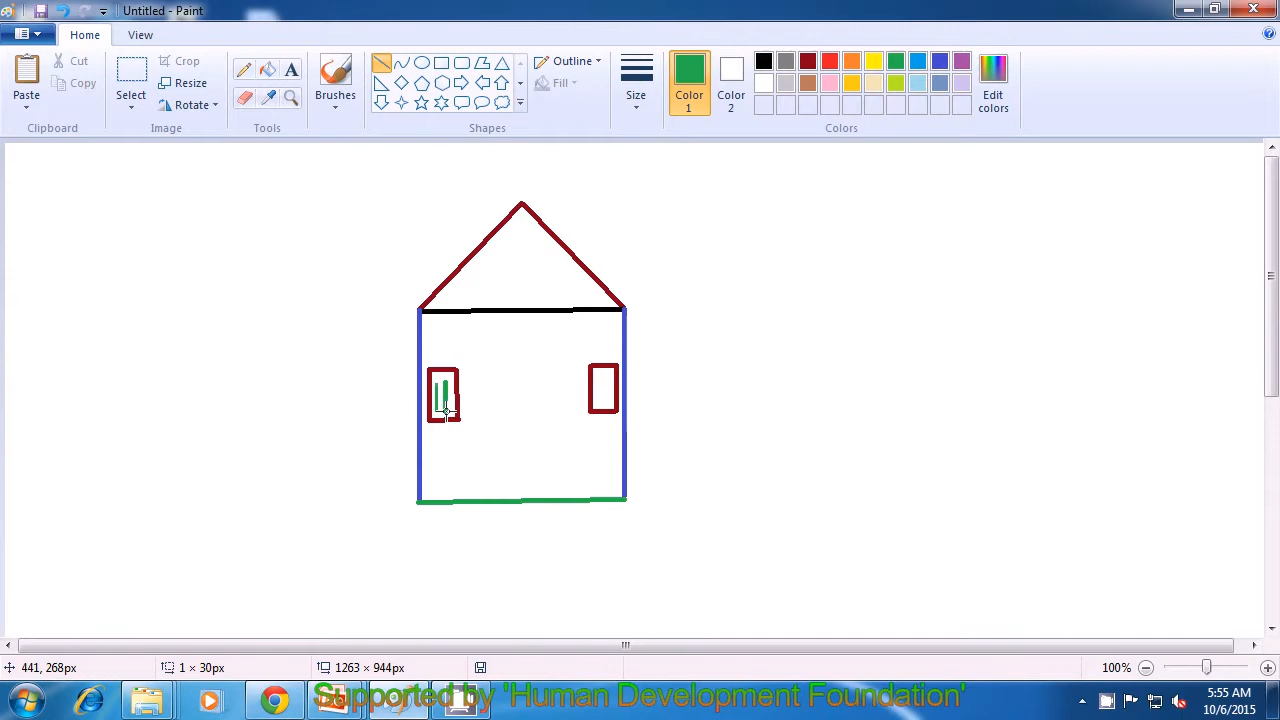 Untitled - Paint
Home
View
Paste
Cut
Copy
Clipboard
Select
Crop
Resize
Rotate
Image
A
Tools
Brushes
Outline
Fill
Shapes
Size
Color
1
Color
2
Edit
colors
Colors
441, 268px
1 × 30px
1263 × 944px
100%
5:55 AM
10/6/2015
Supported by 'Human Development Foundation'